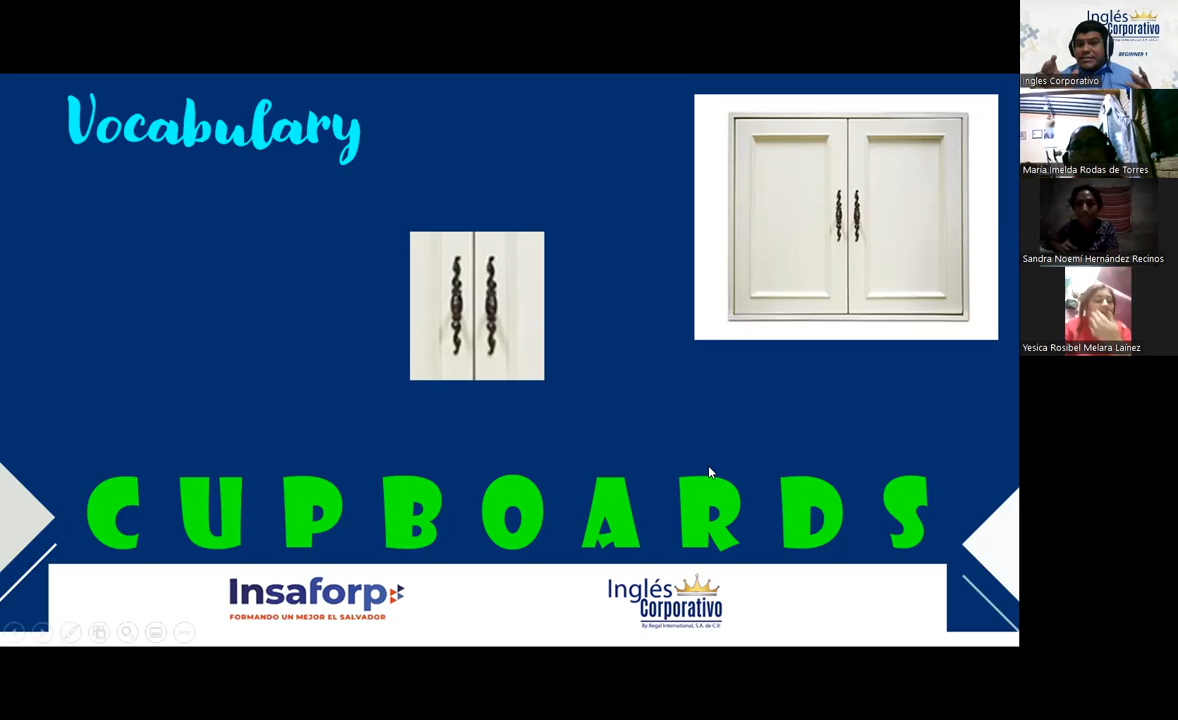 Vocabulary
CUPBOARDS
Insaforp
FORMANDO UN MEJOR EL SALVADOR
Inglés
Corporativo
By Regal International, S.A. de C.V.
Inglés
Corporativo
BEGINNER 1
Ingles Corporativo
María Imelda Rodas de Torres
Sandra Noemí Hernández Recinos
Yesica Rosibel Melara Laínez